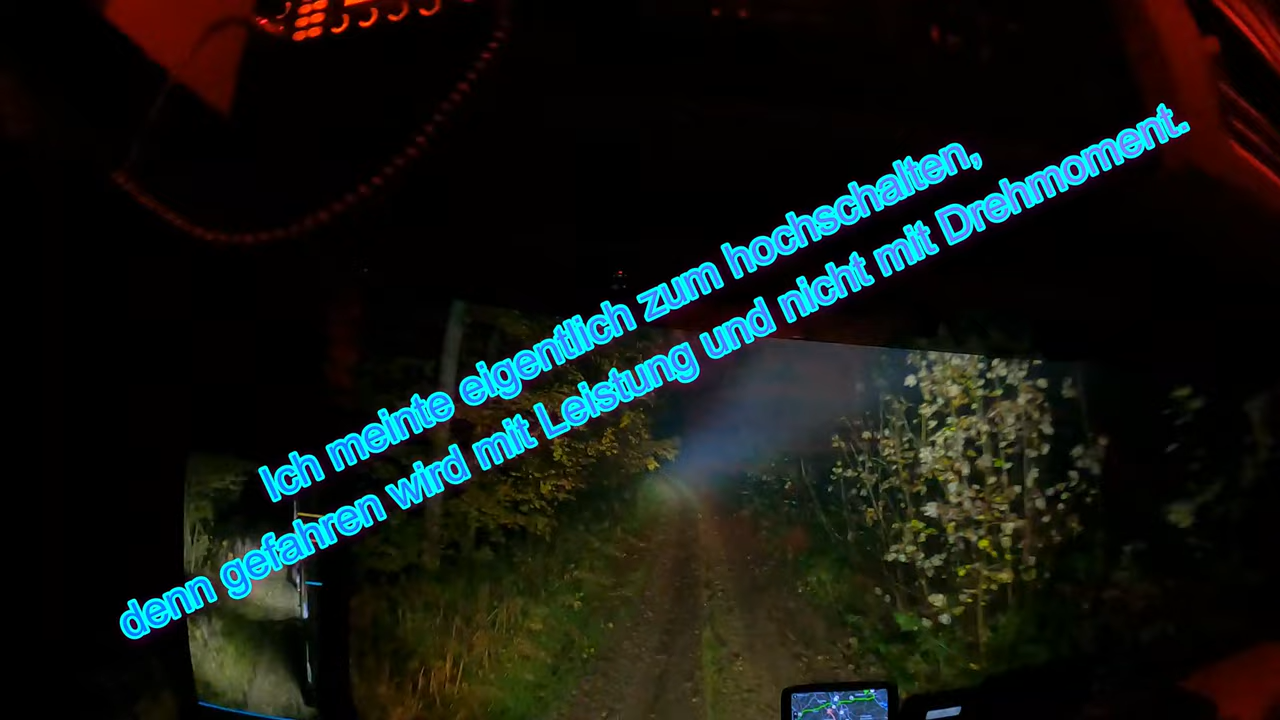 Ich meinte eigentlich zum hochschalten,
denn gefahren wird mit Leistung und nicht mit Drehmoment.